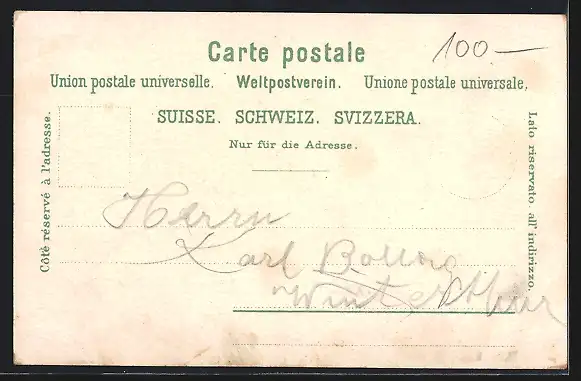 Carte postale
100.—
Union postale universelle. Weltpostverein. Unione postale universale.
SUISSE. SCHWEIZ. SVIZZERA.
Nur für die Adresse.
Côté réservé à l'adresse.
Lato riservato all'indirizzo.
Herrn
Karl
Winterthur